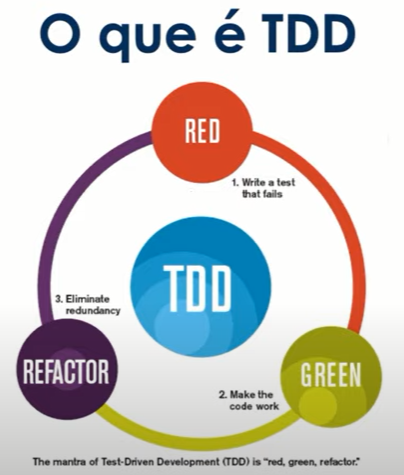 O que é TDD
RED
1. Write a test
that fails
TDD
3. Eliminate
redundancy
REFACTOR
GREEN
2. Make the
code work
The mantra of Test-Driven Development (TDD) is "red, green, refactor."